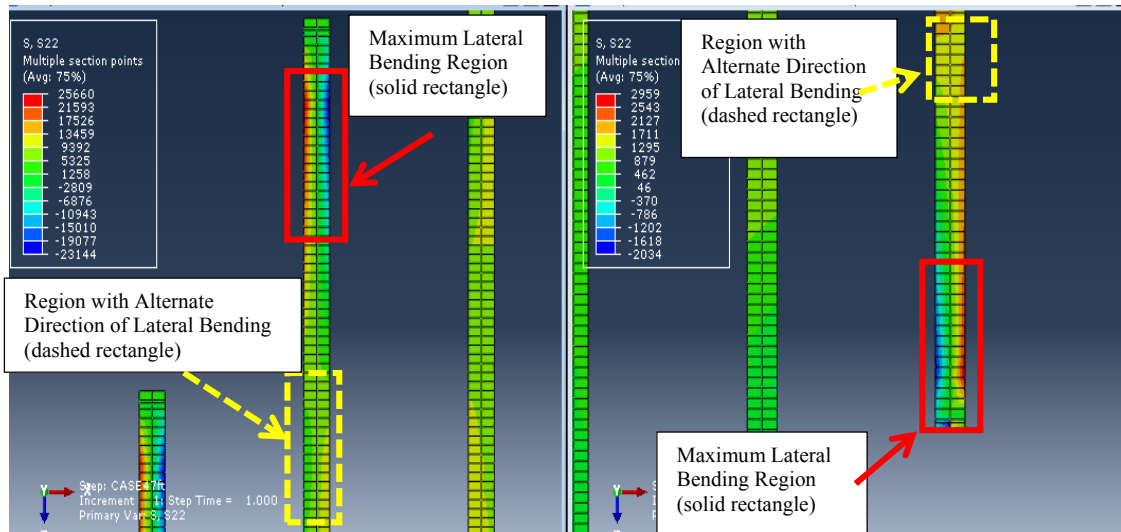 S, S22
Multiple section points
(Avg: 75%)
25660
21593
17526
13459
9392
5325
1258
-2809
-6876
-10943
-15010
-19077
-23144
Maximum Lateral
Bending Region
(solid rectangle)
Region with Alternate
Direction of Lateral Bending
(dashed rectangle)
Step: CASE47ft
Increment 1: Step Time = 1.000
Primary Var: S, S22
Y
X
S, S22
Multiple section
(Avg: 75%)
2959
2543
2127
1711
1295
879
462
46
-370
-786
-1202
-1618
-2034
Region with
Alternate Direction
of Lateral Bending
(dashed rectangle)
Maximum Lateral
Bending Region
(solid rectangle)
Y